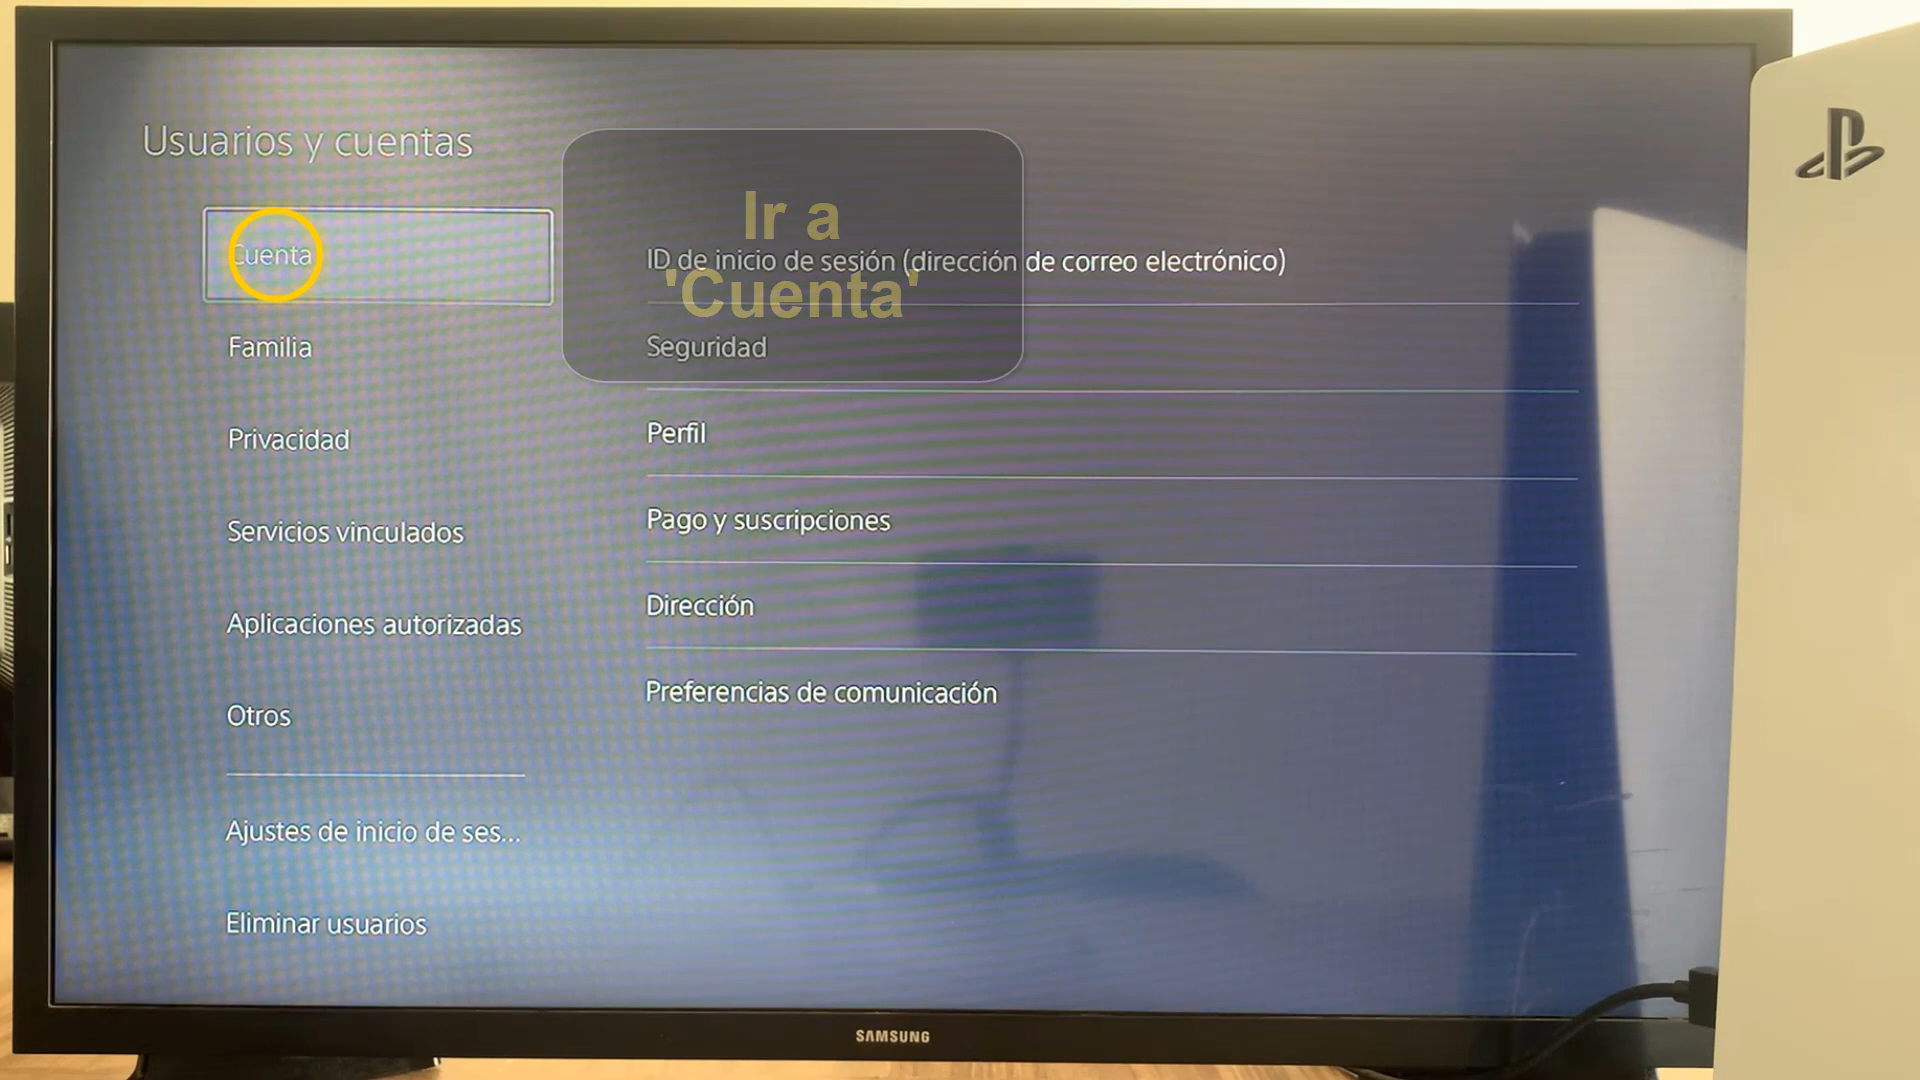 Usuarios y cuentas
Cuenta
Familia
Privacidad
Servicios vinculados
Aplicaciones autorizadas
Otros
Ajustes de inicio de ses...
Eliminar usuarios
Ir a
'Cuenta'
ID de inicio de sesión (dirección de correo electrónico)
Seguridad
Perfil
Pago y suscripciones
Dirección
Preferencias de comunicación
SAMSUNG